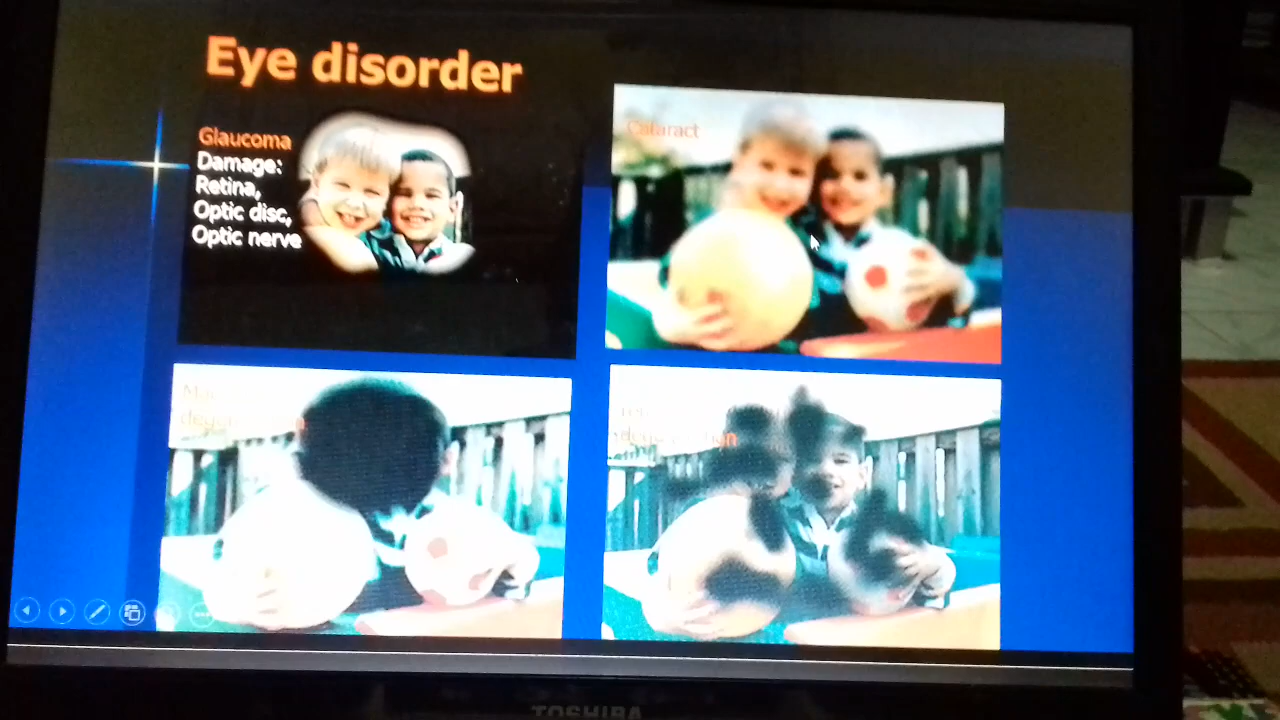 Eye disorder
Glaucoma
Damage:
Retina,
Optic disc,
Optic nerve
Cataract
TOSHIBA